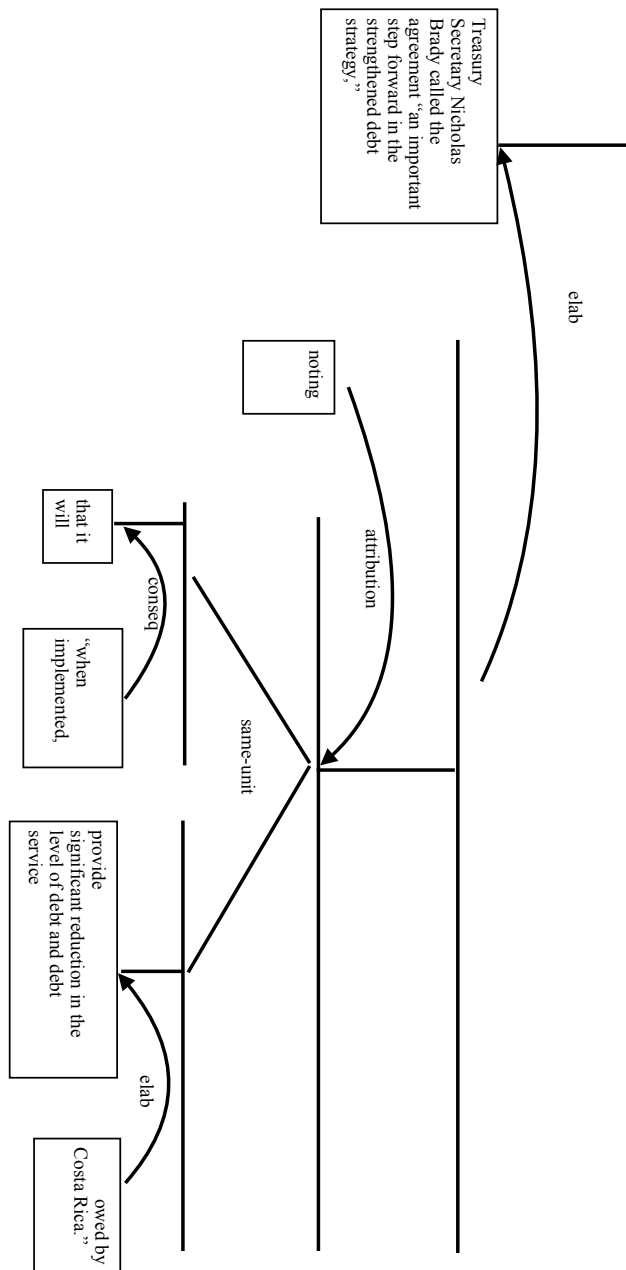 Treasury
Secretary Nicholas
Brady called the
agreement “an important
step forward in the
strengthened debt
strategy,”
elab
noting
attribution
that it
will
conseq
“when
implemented,
same-unit
provide
significant reduction in the
level of debt and debt
service
elab
owed by
Costa Rica.”